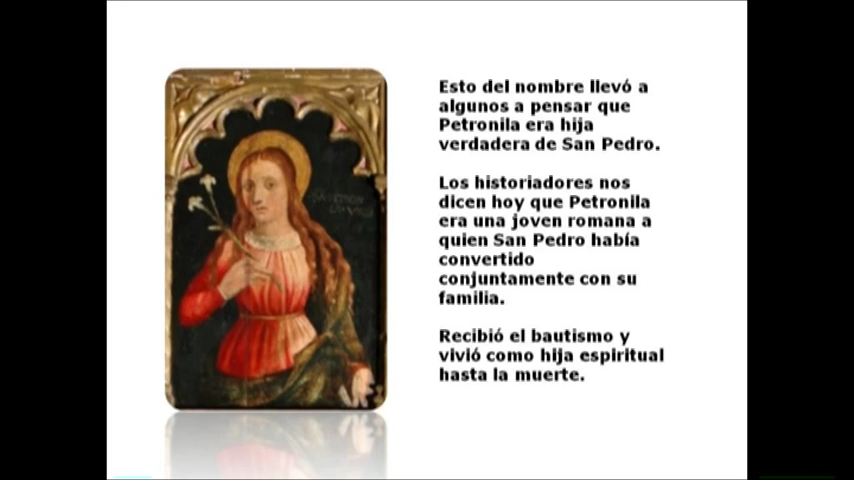 Esto del nombre llevó a
algunos a pensar que
Petronila era hija
verdadera de San Pedro.
Los historiadores nos
dicen hoy que Petronila
era una joven romana a
quien San Pedro había
convertido
conjuntamente con su
familia.
Recibió el bautismo y
vivió como hija espiritual
hasta la muerte.